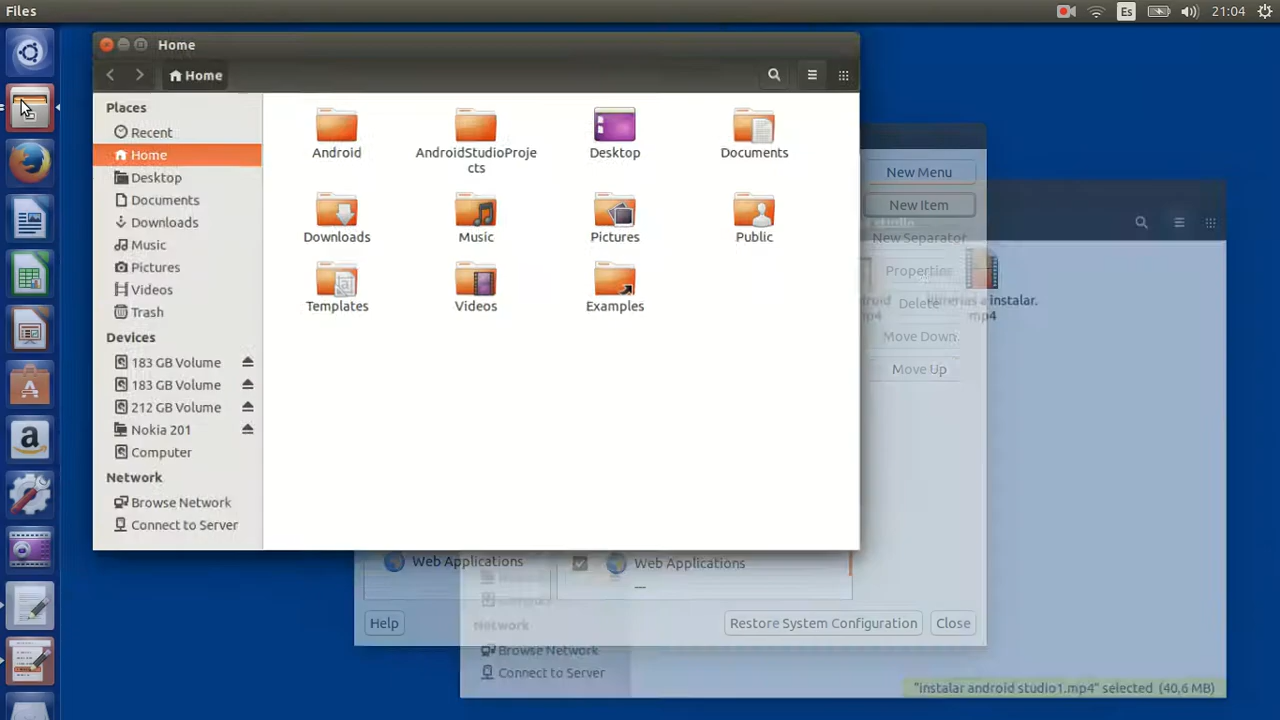 Files
Es
21:04
Home
Home
Places
Recent
Home
Desktop
Documents
Downloads
Music
Pictures
Videos
Trash
Devices
183 GB Volume
183 GB Volume
212 GB Volume
Nokia 201
Computer
Network
Browse Network
Connect to Server
Android
AndroidStudioProje
cts
Desktop
Documents
Downloads
Music
Pictures
Public
Templates
Videos
Examples
New Menu
New Item
New Separator
Properties
Delete
Move Down
Move Up
a instalar.
mp4
Web Applications
Web Applications
Help
Restore System Configuration
Close
Network
Browse Network
Connect to Server
"instalar android studio1.mp4" selected (40,6 MB)